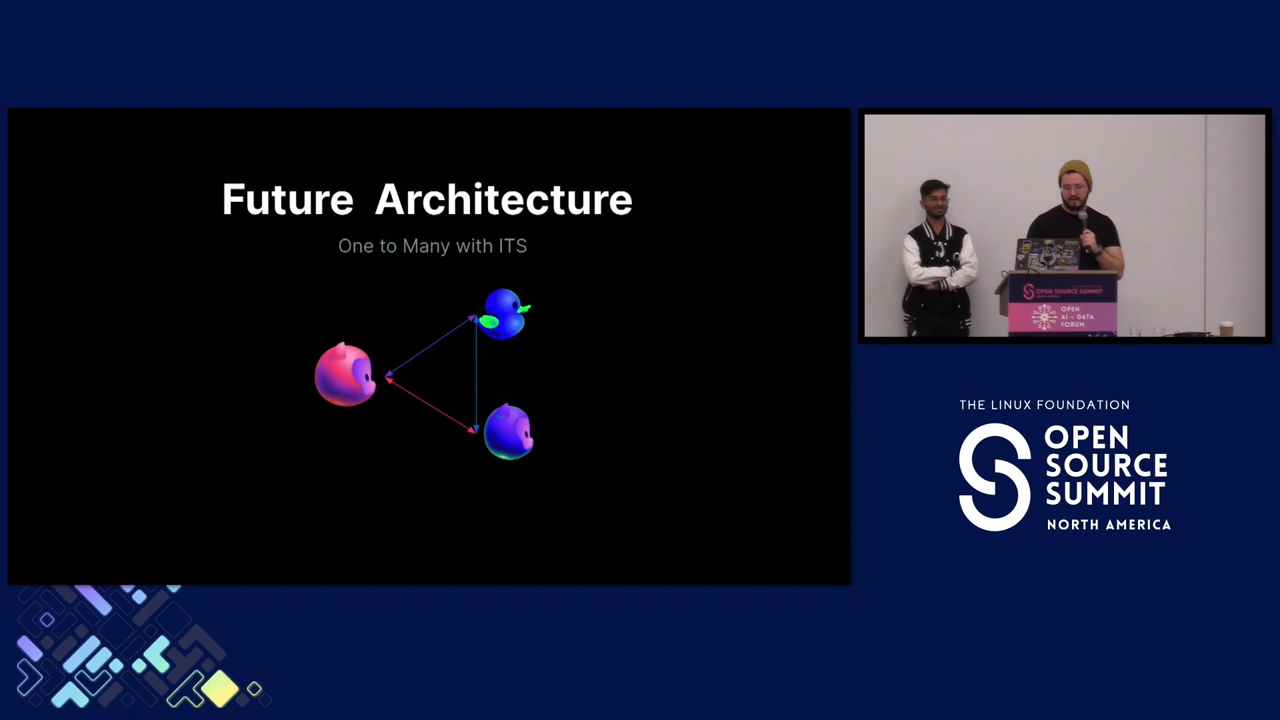 Future Architecture
One to Many with ITS
OPEN SOURCE SUMMIT
OPEN
AI + DATA
FORUM
THE LINUX FOUNDATION
OPEN
SOURCE
SUMMIT
NORTH AMERICA